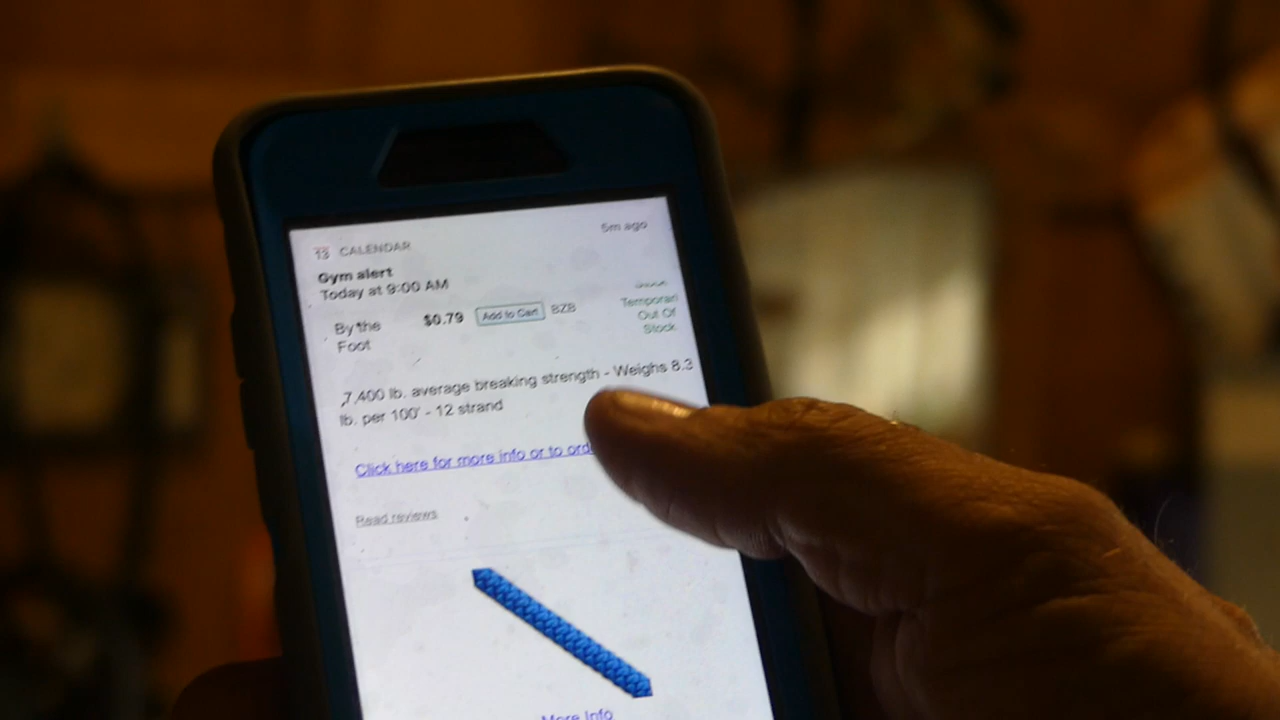 13 CALENDAR
5m ago
Gym alert
Today at 9:00 AM
By the
Foot
$0.79
Add to Cart
BZB
Temporari
Out Of
Stock
7,400 lb. average breaking strength - Weighs 8.3
lb. per 100' - 12 strand
Click here for more info or to ord
Read reviews
More Info